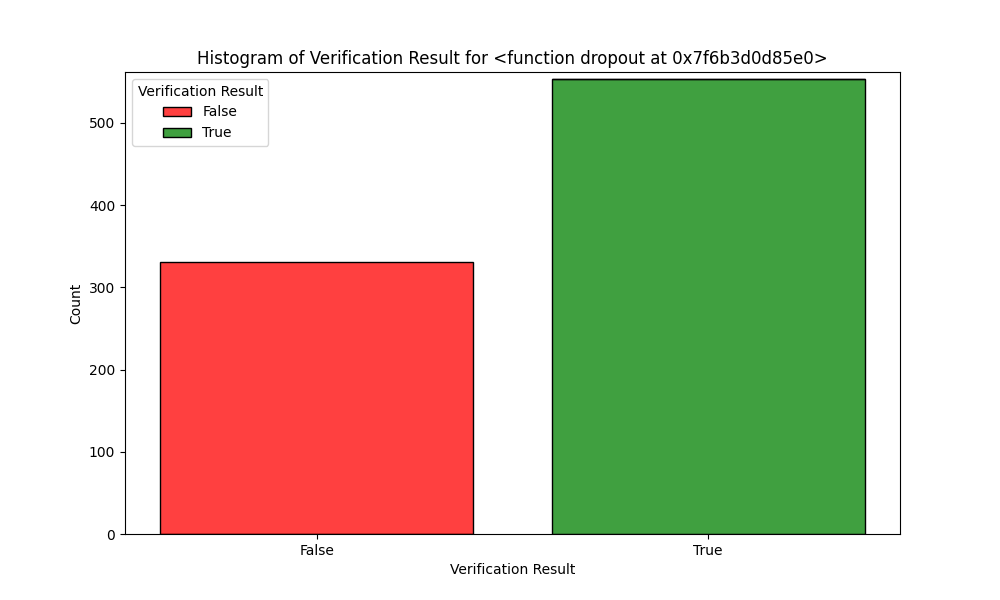 Histogram of Verification Result for <function dropout at 0x7f6b3d0d85e0>
Verification Result
False
True
500
400
300
200
100
0
Count
False
True
Verification Result